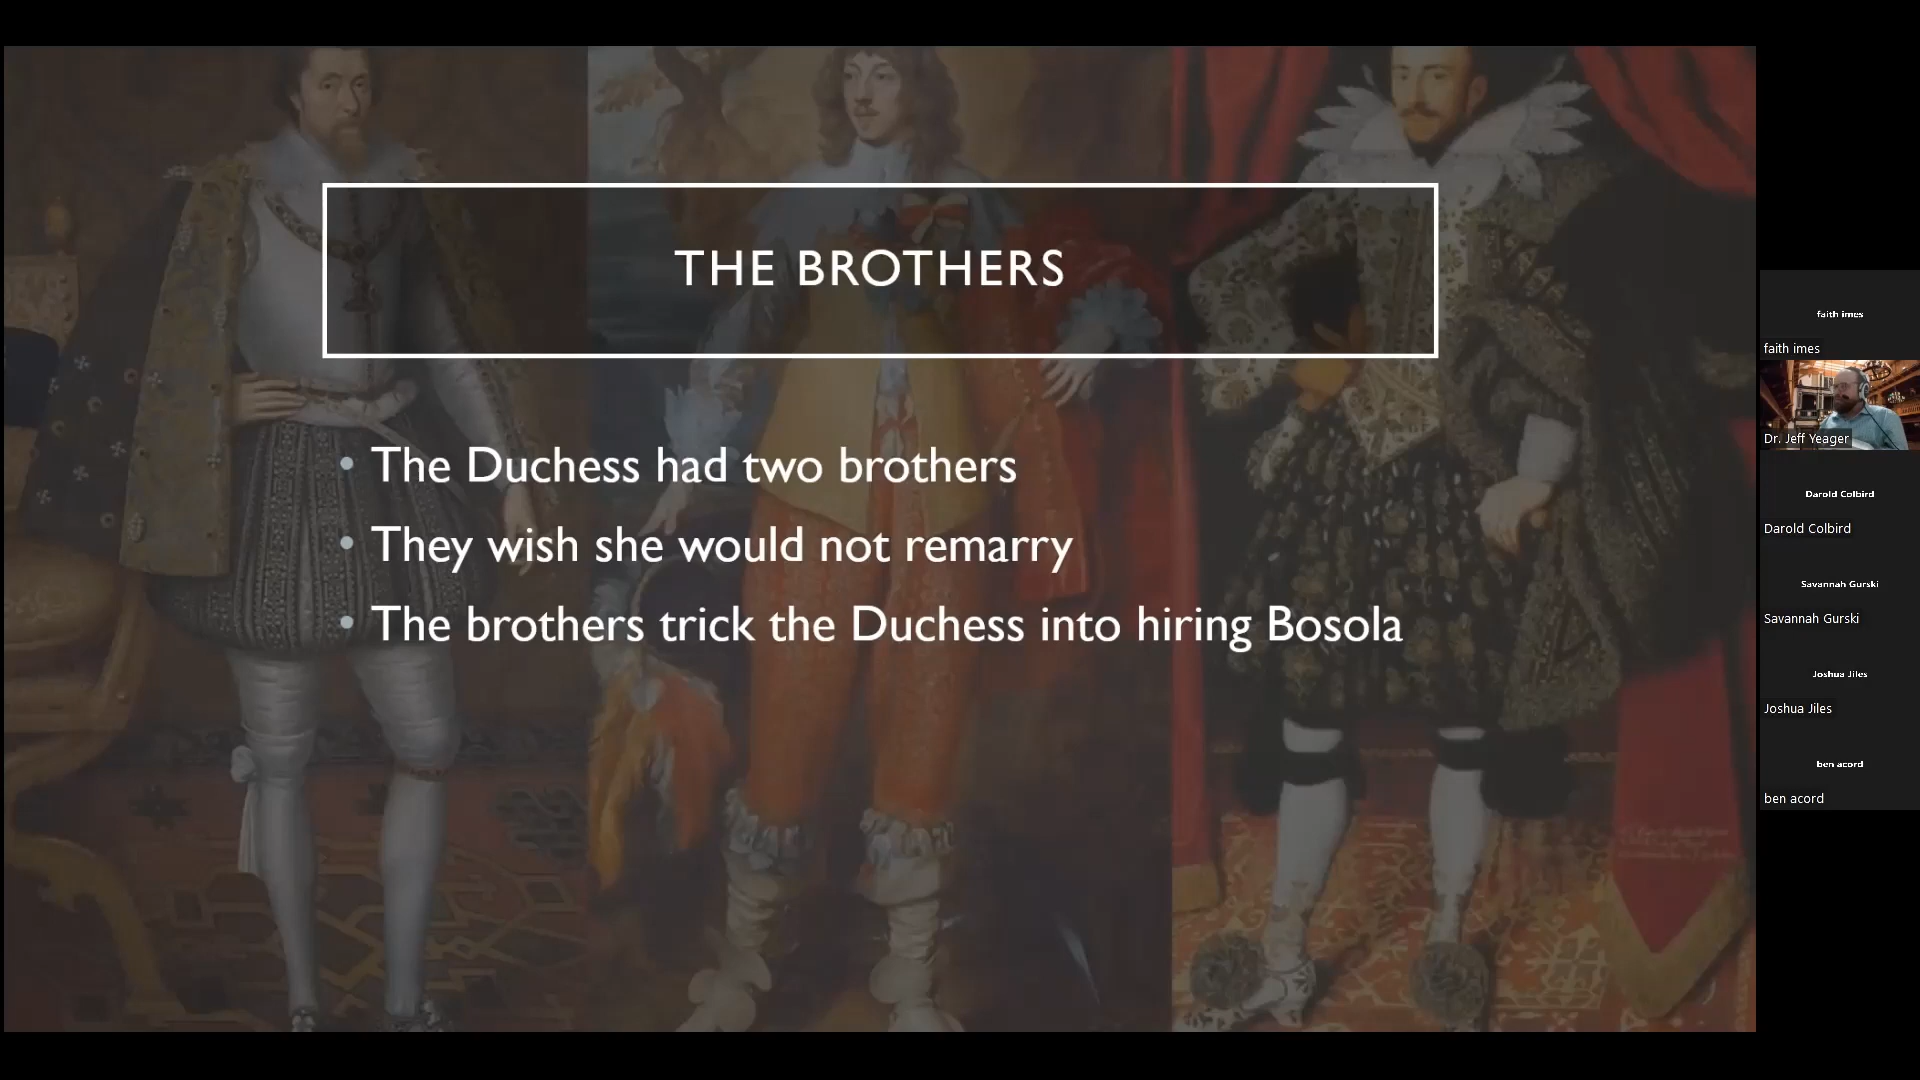 THE BROTHERS
The Duchess had two brothers
They wish she would not remarry
The brothers trick the Duchess into hiring Bosola
faith imes
faith imes
Dr. Jeff Yeager
Darold Colbird
Darold Colbird
Savannah Gurski
Savannah Gurski
Joshua Jiles
Joshua Jiles
ben acord
ben acord